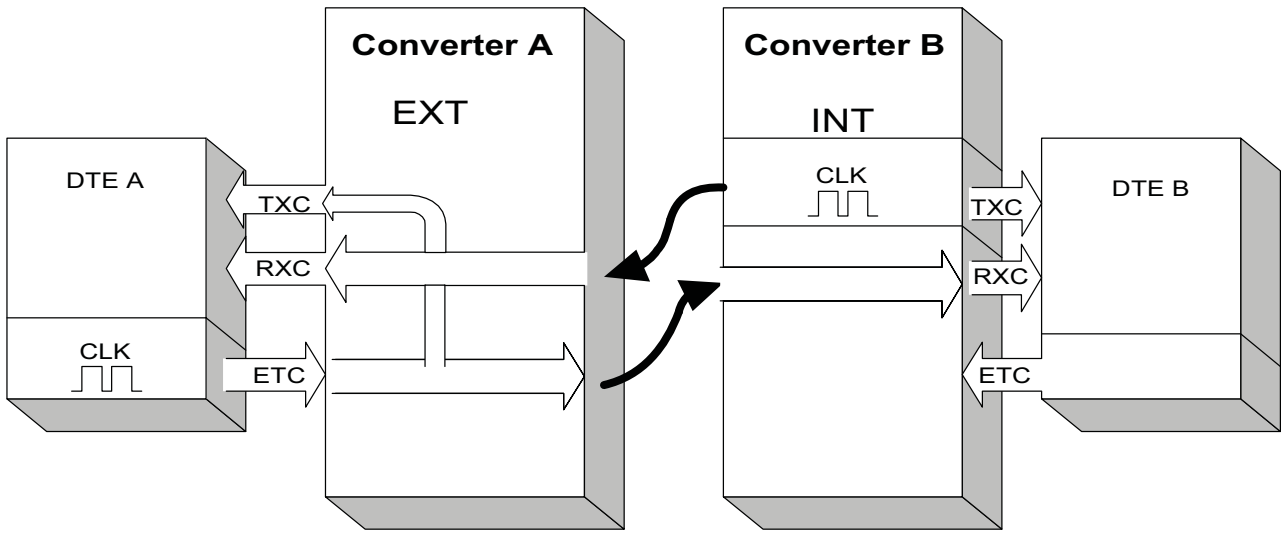 Converter A
EXT
DTE A
TXC
RXC
CLK
ETC
Converter B
INT
CLK
TXC
RXC
ETC
DTE B